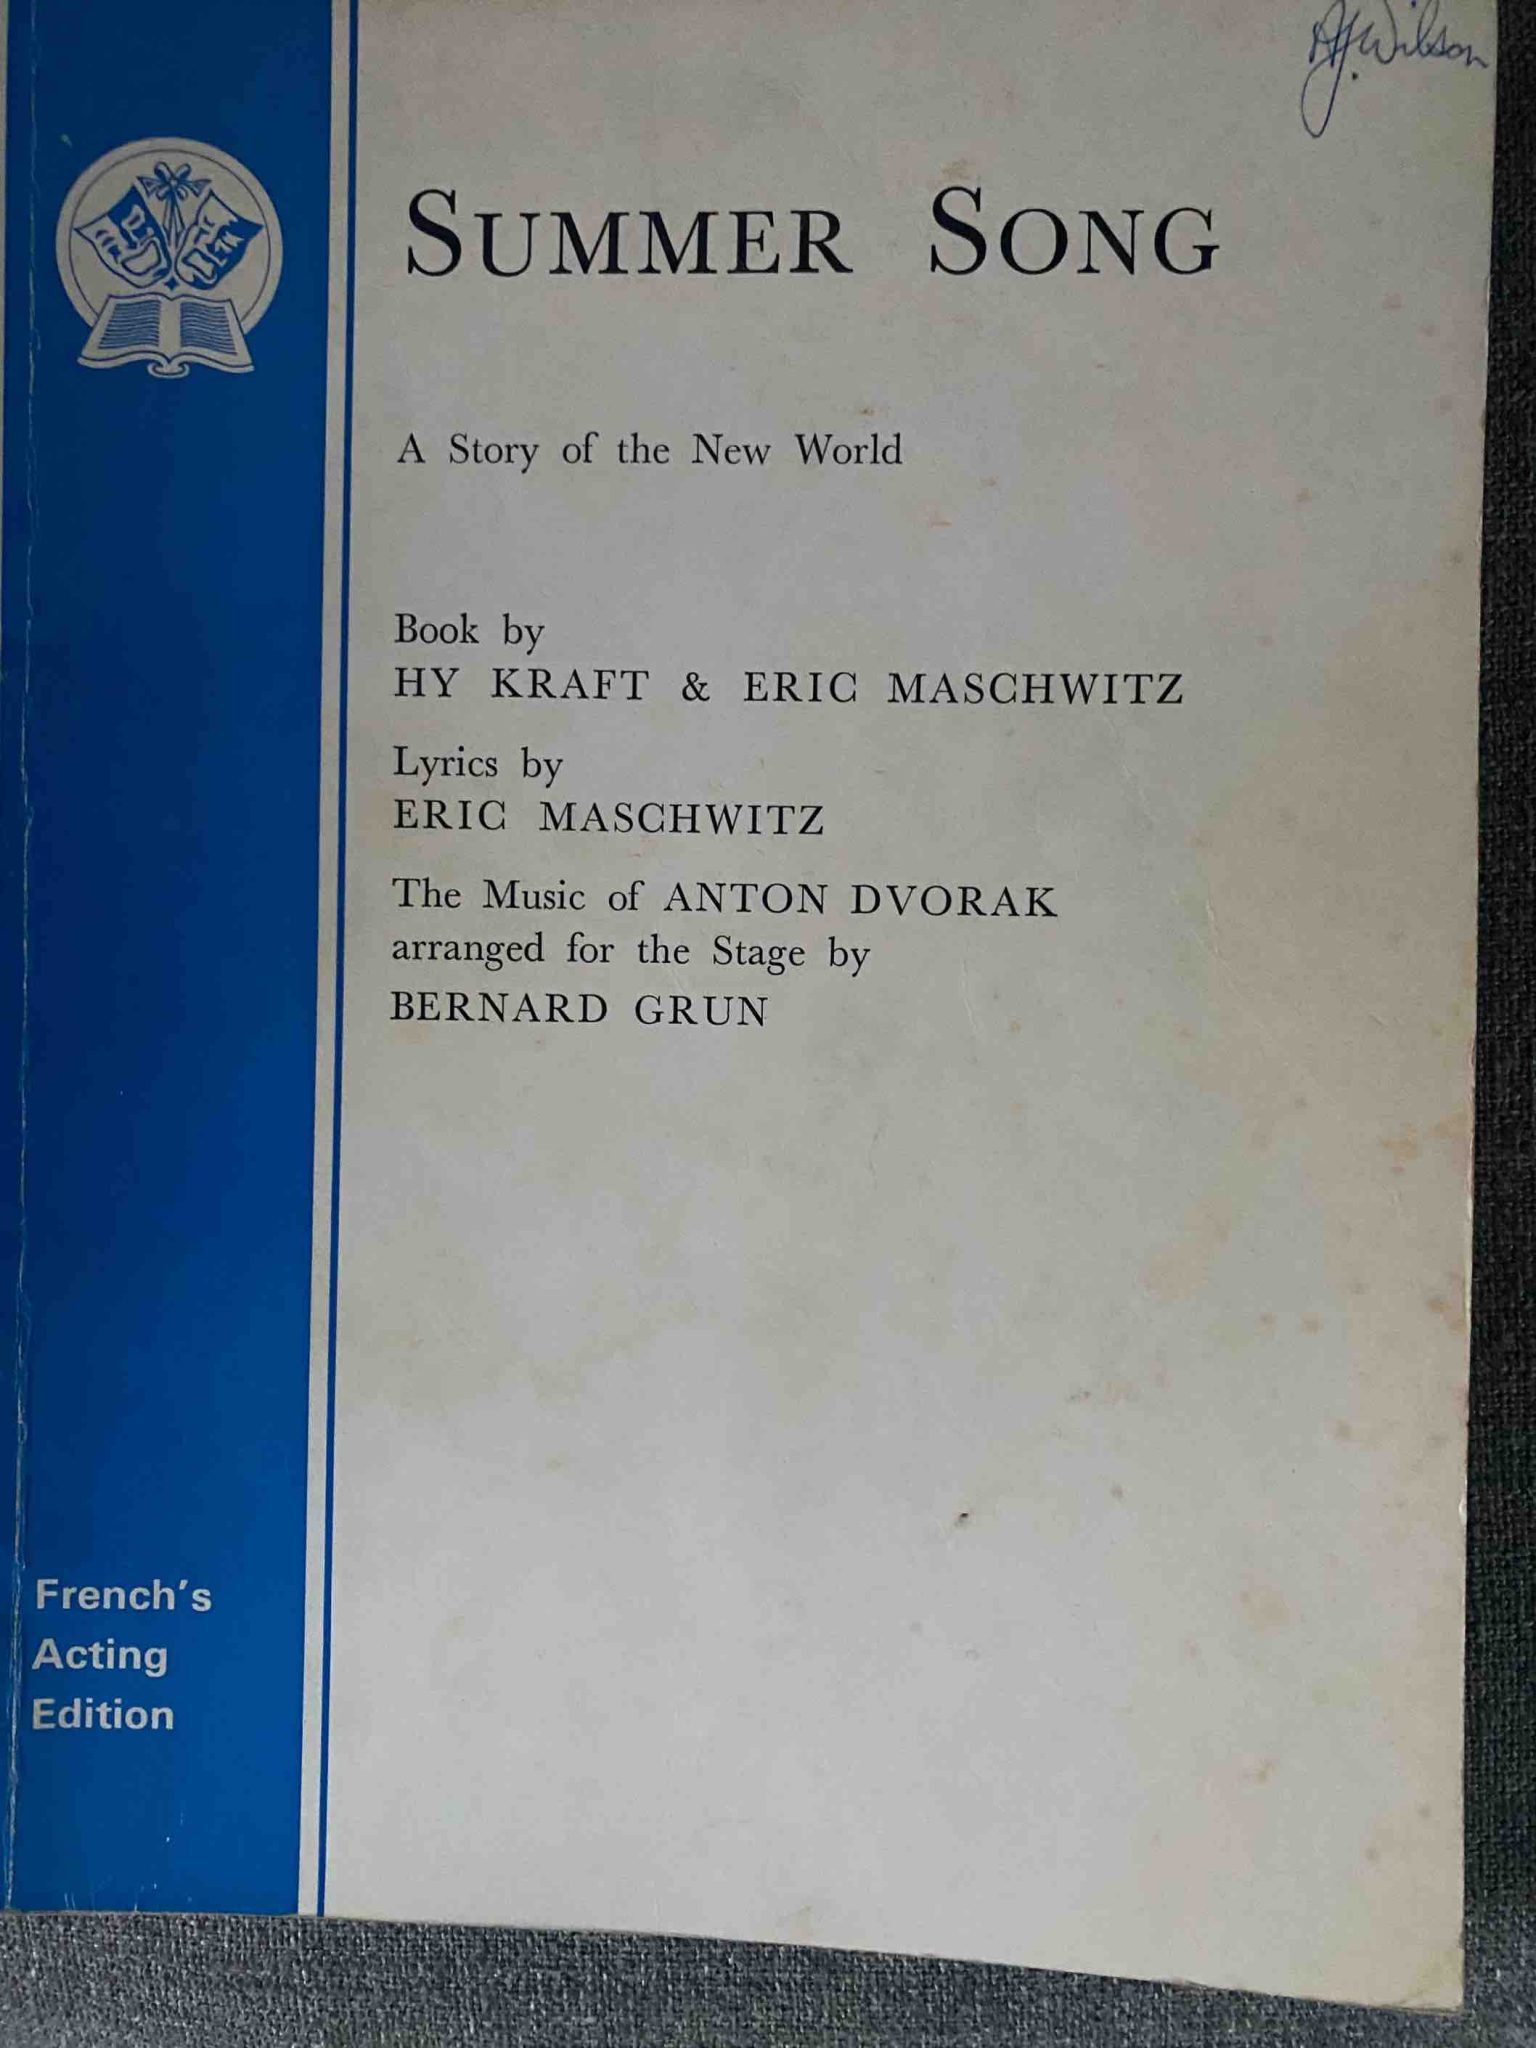 A.J. Wilson
SUMMER SONG
A Story of the New World
Book by
HY KRAFT & ERIC MASCHWITZ
Lyrics by
ERIC MASCHWITZ
The Music of ANTON DVORAK
arranged for the Stage by
BERNARD GRUN
French's
Acting
Edition